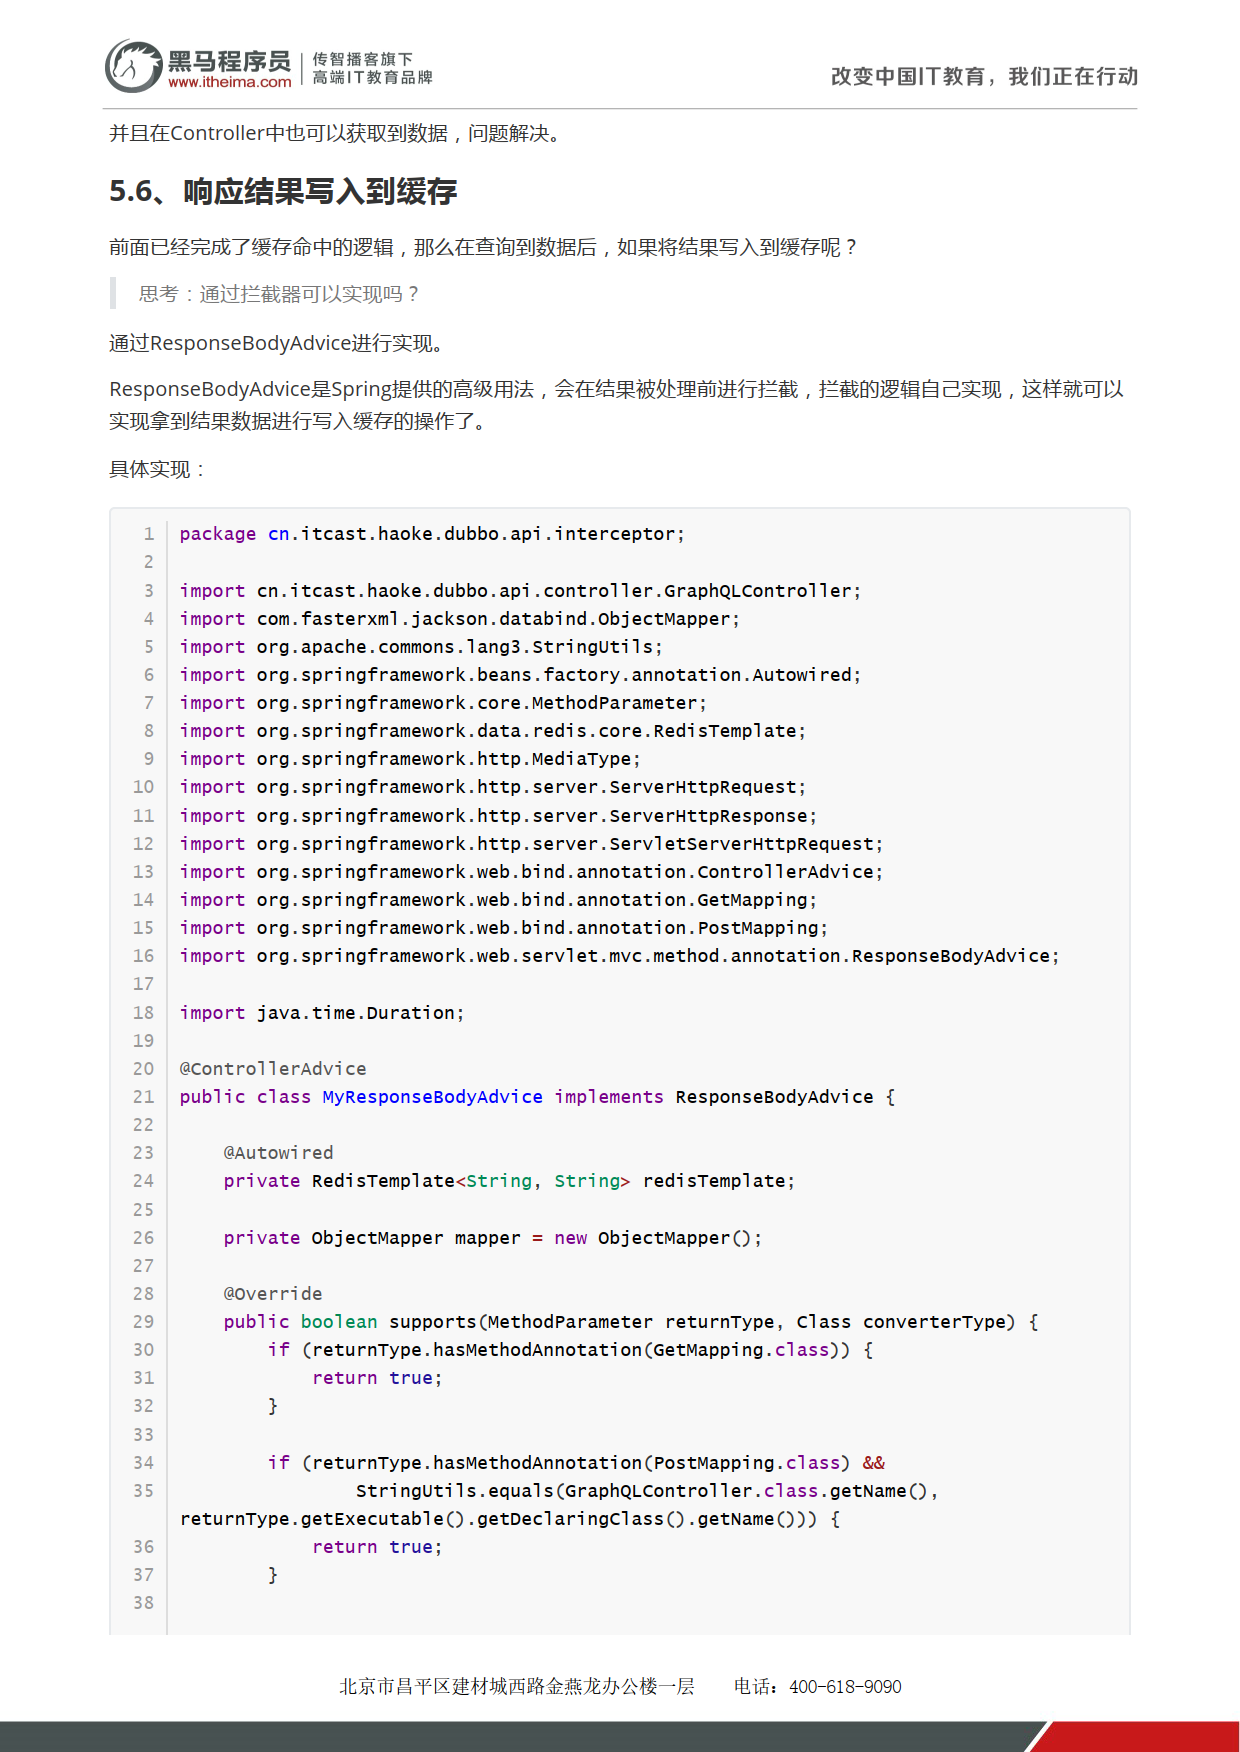 黑马程序员
www.itheima.com
传智播客旗下
高端IT教育品牌
改变中国IT教育，我们正在行动
并且在Controller中也可以获取到数据，问题解决。
5.6、响应结果写入到缓存
前面已经完成了缓存命中的逻辑，那么在查询到数据后，如果将结果写入到缓存呢？
思考：通过拦截器可以实现吗？
通过ResponseBodyAdvice进行实现。
ResponseBodyAdvice是Spring提供的高级用法，会在结果被处理前进行拦截，拦截的逻辑自己实现，这样就可以
实现拿到结果数据进行写入缓存的操作了。
具体实现：
1 package cn.itcast.haoke.dubbo.api.interceptor;
2
3 import cn.itcast.haoke.dubbo.api.controller.GraphQLController;
4 import com.fasterxml.jackson.databind.ObjectMapper;
5 import org.apache.commons.lang3.StringUtils;
6 import org.springframework.beans.factory.annotation.Autowired;
7 import org.springframework.core.MethodParameter;
8 import org.springframework.data.redis.core.RedisTemplate;
9 import org.springframework.http.MediaType;
10 import org.springframework.http.server.ServerHttpRequest;
11 import org.springframework.http.server.ServerHttpResponse;
12 import org.springframework.http.server.ServletServerHttpRequest;
13 import org.springframework.web.bind.annotation.ControllerAdvice;
14 import org.springframework.web.bind.annotation.GetMapping;
15 import org.springframework.web.bind.annotation.PostMapping;
16 import org.springframework.web.servlet.mvc.method.annotation.ResponseBodyAdvice;
17
18 import java.time.Duration;
19
20 @ControllerAdvice
21 public class MyResponseBodyAdvice implements ResponseBodyAdvice {
22
23     @Autowired
24     private RedisTemplate<String, String> redisTemplate;
25
26     private ObjectMapper mapper = new ObjectMapper();
27
28     @Override
29     public boolean supports(MethodParameter returnType, Class converterType) {
30         if (returnType.hasMethodAnnotation(GetMapping.class)) {
31             return true;
32         }
33
34         if (returnType.hasMethodAnnotation(PostMapping.class) &&
35                 StringUtils.equals(GraphQLController.class.getName(),
returnType.getExecutable().getDeclaringClass().getName())) {
36             return true;
37         }
38
北京市昌平区建材城西路金燕龙办公楼一层 电话：400-618-9090